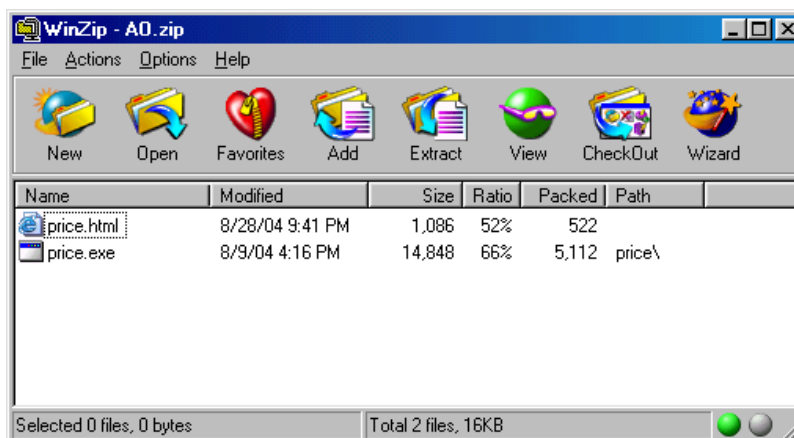 WinZip - AO.zip
File Actions Options Help
New Open Favorites Add Extract View CheckOut Wizard
Name Modified Size Ratio Packed Path
price.html 8/28/04 9:41 PM 1,086 52% 522
price.exe 8/9/04 4:16 PM 14,848 66% 5,112 price\
Selected 0 files, 0 bytes Total 2 files, 16KB